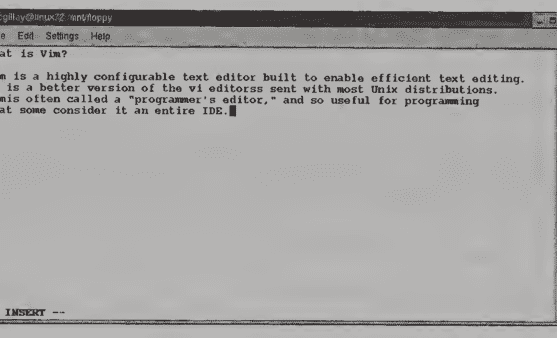 cgillay@linux72 /mnt/floppy
e Edit Settings Help
at is Vim?
m is a highly configurable text editor built to enable efficient text editing.
is a better version of the vi editorss sent with most Unix distributions.
mis often called a "programmer's editor," and so useful for programming
at some consider it an entire IDE.
INSERT --